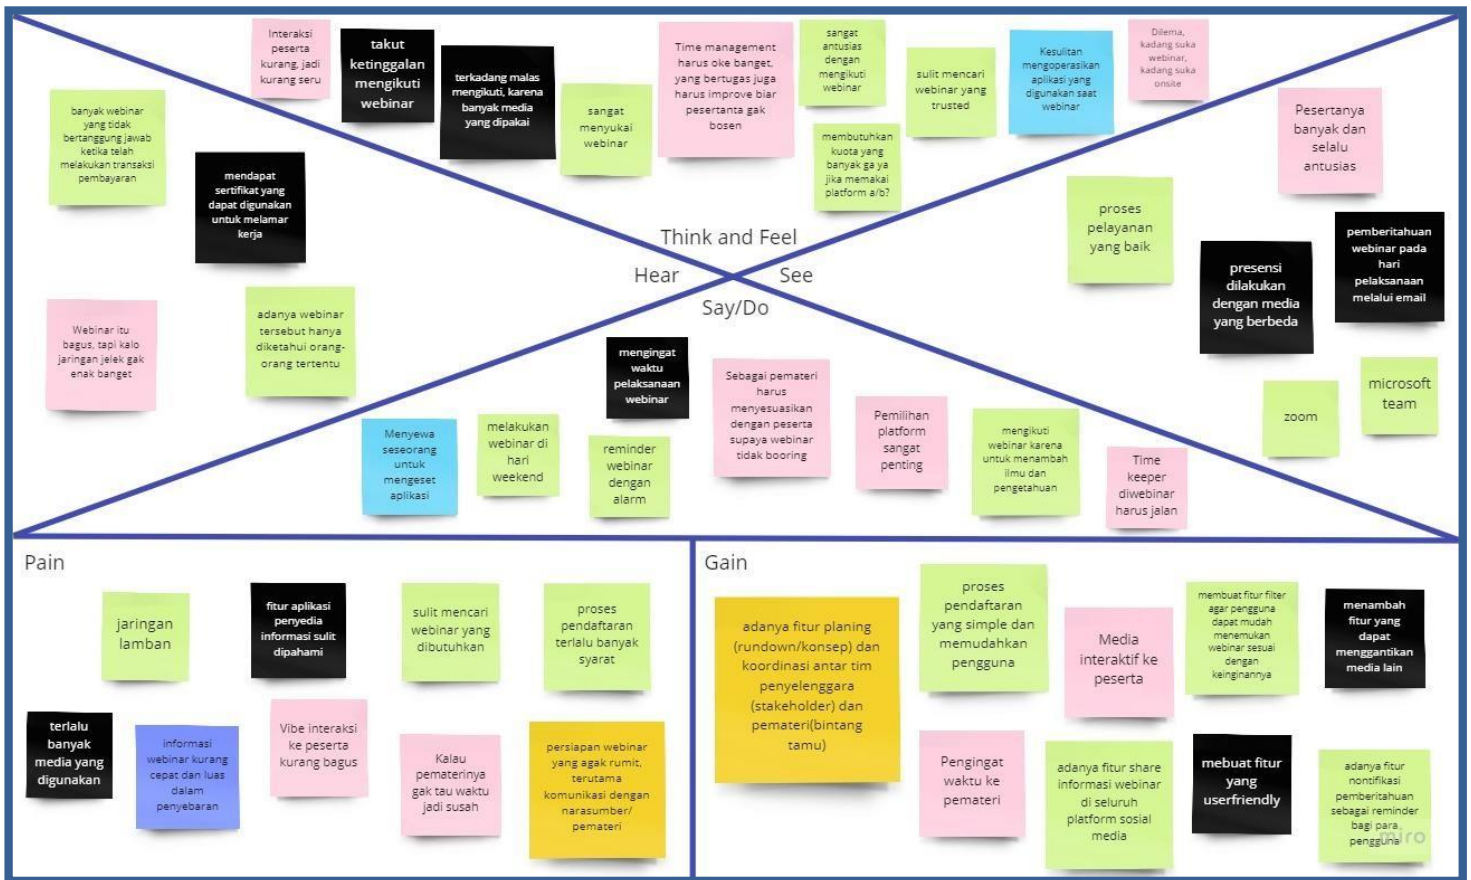 Interaksi
peserta
kurang, jadi
kurang seru
takut
ketinggalan
mengikuti
webinar
terkadang malas
mengikuti, karena
banyak media
yang dipakai
sangat
menyukai
webinar
Time management
harus oke banget,
yang bertugas juga
harus improve biar
pesertanta gak
bosen
sangat
antusias
dengan
mengikuti
webinar
membutuhkan
kuota yang
banyak ga ya
jika memakai
platform a/b?
sulit mencari
webinar yang
trusted
Kesulitan
mengoperasikan
aplikasi yang
digunakan saat
webinar
Dilema,
kadang suka
webinar,
kadang suka
onsite
Think and Feel
Hear
banyak webinar
yang tidak
bertanggung jawab
ketika telah
melakukan transaksi
pembayaran
mendapat
sertifikat yang
dapat digunakan
untuk melamar
kerja
Webinar itu
bagus, tapi kalo
jaringan jelek gak
enak banget
adanya webinar
tersebut hanya
diketahui orang-
orang tertentu
See
Pesertanya
banyak dan
selalu
antusias
proses
pelayanan
yang baik
presensi
dilakukan
dengan media
yang berbeda
pemberitahuan
webinar pada
hari
pelaksanaan
melalui email
zoom
microsoft
team
Say/Do
Menyewa
seseorang
untuk
mengeset
aplikasi
melakukan
webinar di
hari
weekend
mengingat
waktu
pelaksanaan
webinar
reminder
webinar
dengan
alarm
Sebagai pemateri
harus
menyesuasikan
dengan peserta
supaya webinar
tidak booring
Pemilihan
platform
sangat
penting
mengikuti
webinar karena
untuk menambah
ilmu dan
pengetahuan
Time
keeper
diwebinar
harus jalan
Pain
jaringan
lamban
fitur aplikasi
penyedia
informasi sulit
dipahami
sulit mencari
webinar yang
dibutuhkan
proses
pendaftaran
terlalu banyak
syarat
terlalu
banyak
media yang
digunakan
informasi
webinar kurang
cepat dan luas
dalam
penyebaran
Vibe interaksi
ke peserta
kurang bagus
Kalau
pematerinya
gak tau waktu
jadi susah
persiapan webinar
yang agak rumit,
terutama
komunikasi dengan
narasumber/
pemateri
Gain
adanya fitur planing
(rundown/konsep) dan
koordinasi antar tim
penyelenggara
(stakeholder) dan
pemateri(bintang
tamu)
proses
pendaftaran
yang simple dan
memudahkan
pengguna
Media
interaktif ke
peserta
membuat fitur filter
agar pengguna
dapat mudah
menemukan
webinar sesuai
dengan
keinginannya
menambah
fitur yang
dapat
menggantikan
media lain
Pengingat
waktu ke
pemateri
adanya fitur share
informasi webinar
di seluruh
platform sosial
media
mebuat fitur
yang
userfriendly
adanya fitur
nontifikasi
pemberitahuan
sebagai reminder
bagi para
pengguna
miro